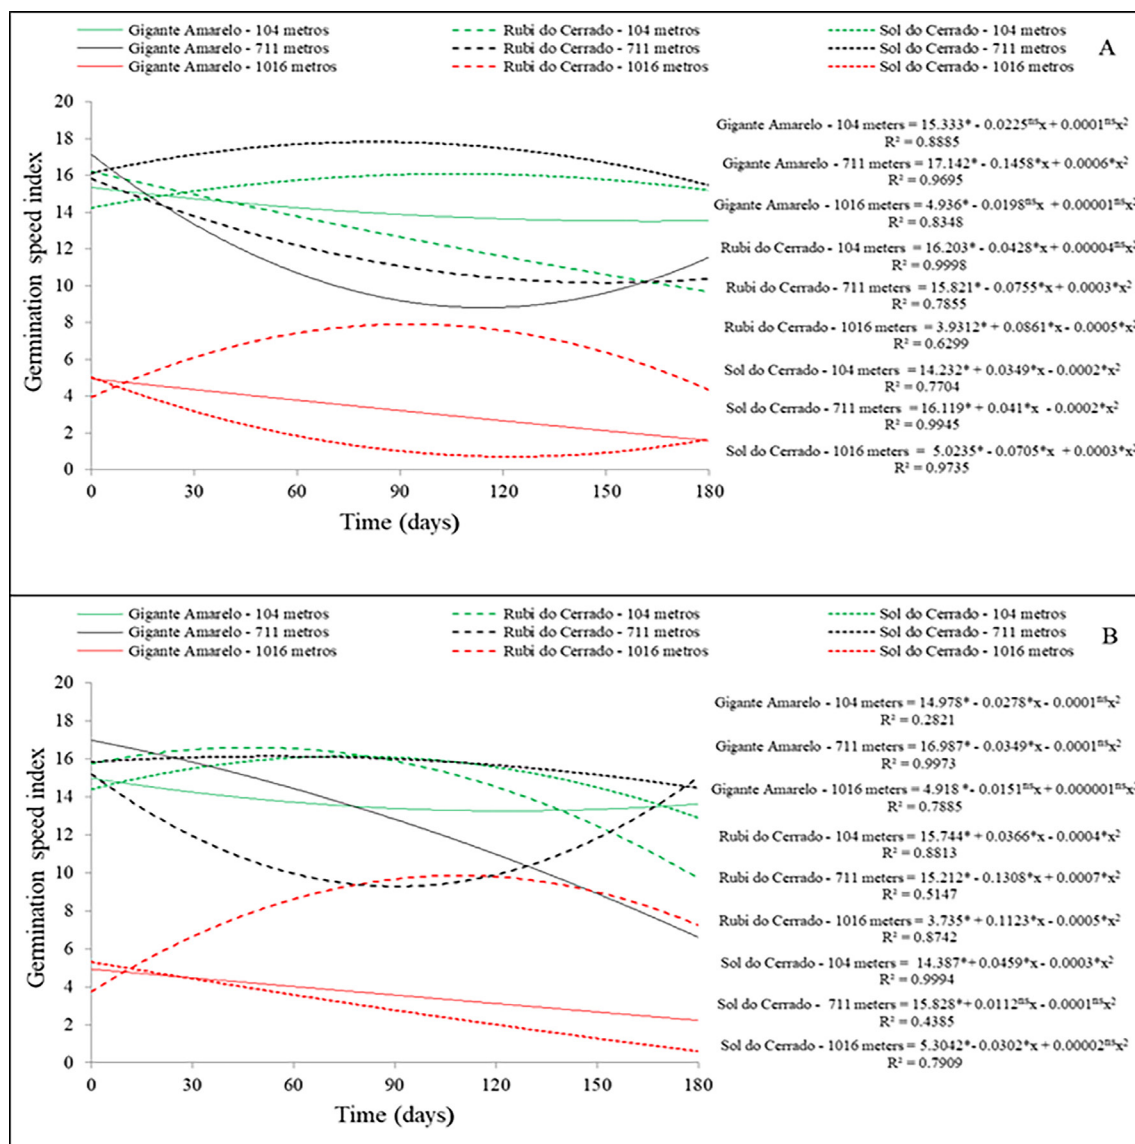 Gigante Amarelo - 104 metros Rubi do Cerrado - 104 metros Sol do Cerrado - 104 metros
Gigante Amarelo - 711 metros Rubi do Cerrado - 711 metros Sol do Cerrado - 711 metros
Gigante Amarelo - 1016 metros Rubi do Cerrado - 1016 metros Sol do Cerrado - 1016 metros
A
Germination speed index
20
18
16
14
12
10
8
6
4
2
0
0 30 60 90 120 150 180
Time (days)
Gigante Amarelo - 104 meters = 15.333* - 0.0225ⁿˢx + 0.0001ⁿˢx²
R² = 0.8885
Gigante Amarelo - 711 meters = 17.142* - 0.1458*x + 0.0006*x²
R² = 0.9695
Gigante Amarelo - 1016 meters = 4.936* - 0.0198ⁿˢx + 0.00001ⁿˢx²
R² = 0.8348
Rubi do Cerrado - 104 meters = 16.203* - 0.0428*x + 0.00004ⁿˢx²
R² = 0.9998
Rubi do Cerrado - 711 meters = 15.821* - 0.0755*x + 0.0003*x²
R² = 0.7855
Rubi do Cerrado - 1016 meters = 3.9312* + 0.0861*x - 0.0005*x²
R² = 0.6299
Sol do Cerrado - 104 meters = 14.232* + 0.0349*x - 0.0002*x²
R² = 0.7704
Sol do Cerrado - 711 meters = 16.119* + 0.041*x - 0.0002*x²
R² = 0.9945
Sol do Cerrado - 1016 meters = 5.0235* - 0.0705*x + 0.0003*x²
R² = 0.9735
Gigante Amarelo - 104 metros Rubi do Cerrado - 104 metros Sol do Cerrado - 104 metros
Gigante Amarelo - 711 metros Rubi do Cerrado - 711 metros Sol do Cerrado - 711 metros
Gigante Amarelo - 1016 metros Rubi do Cerrado - 1016 metros Sol do Cerrado - 1016 metros
B
Germination speed index
20
18
16
14
12
10
8
6
4
2
0
0 30 60 90 120 150 180
Time (days)
Gigante Amarelo - 104 meters = 14.978* - 0.0278*x - 0.0001ⁿˢx²
R² = 0.2821
Gigante Amarelo - 711 meters = 16.987* - 0.0349*x - 0.0001ⁿˢx²
R² = 0.9973
Gigante Amarelo - 1016 meters = 4.918 *- 0.0151ⁿˢx + 0.000001ⁿˢx²
R² = 0.7885
Rubi do Cerrado - 104 meters = 15.744* + 0.0366*x - 0.0004*x²
R² = 0.8813
Rubi do Cerrado - 711 meters = 15.212* - 0.1308*x + 0.0007*x²
R² = 0.5147
Rubi do Cerrado - 1016 meters = 3.735* + 0.1123*x - 0.0005*x²
R² = 0.8742
Sol do Cerrado - 104 meters = 14.387*+ 0.0459*x - 0.0003*x²
R² = 0.9994
Sol do Cerrado - 711 meters = 15.828*+ 0.0112ⁿˢx - 0.0001*x²
R² = 0.4385
Sol do Cerrado - 1016 meters = 5.3042*- 0.0302*x + 0.00002ⁿˢx²
R² = 0.7909